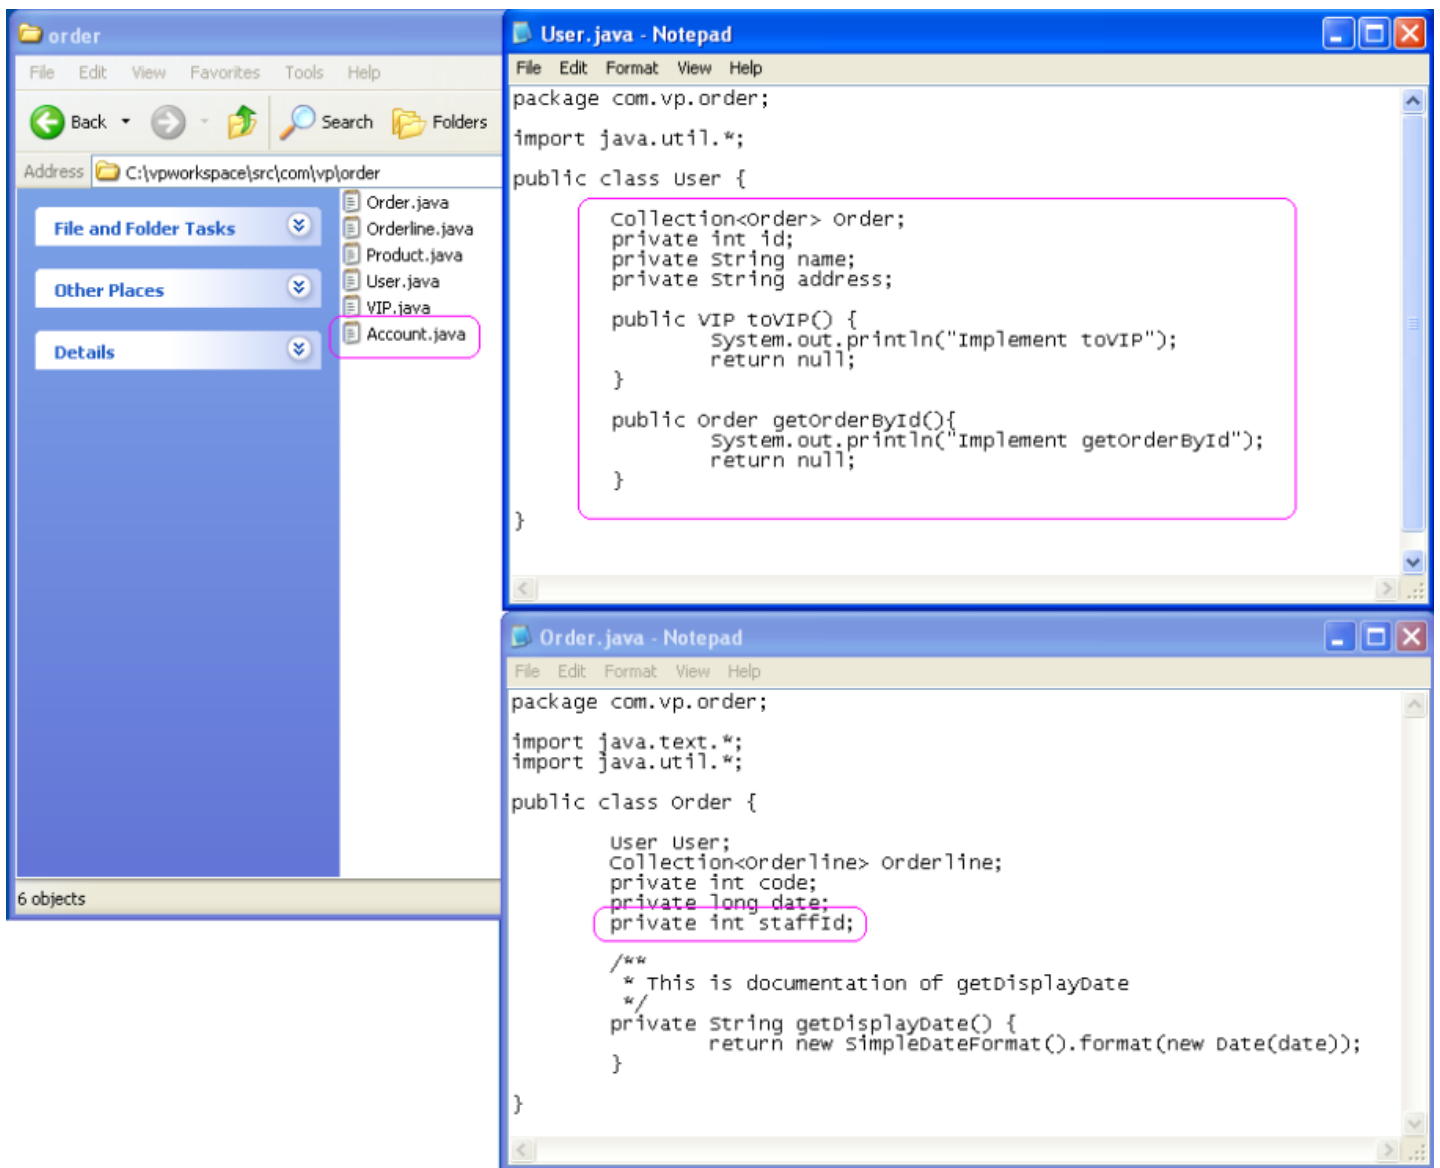 order
File Edit View Favorites Tools Help
Back Search Folders
Address C:\vpworkspace\src\com\vp\order
File and Folder Tasks
Other Places
Details
Order.java
Orderline.java
Product.java
User.java
VIP.java
Account.java
6 objects
User.java - Notepad
File Edit Format View Help
package com.vp.order;
import java.util.*;
public class User {
Collection<Order> Order;
private int id;
private String name;
private String address;
public VIP toVIP() {
System.out.println("Implement toVIP");
return null;
}
public Order getOrderById(){
System.out.println("Implement getOrderById");
return null;
}
}
Order.java - Notepad
File Edit Format View Help
package com.vp.order;
import java.text.*;
import java.util.*;
public class Order {
User User;
Collection<Orderline> Orderline;
private int code;
private long date;
private int staffId;
/**
* This is documentation of getDisplayDate
*/
private String getDisplayDate() {
return new SimpleDateFormat().format(new Date(date));
}
}